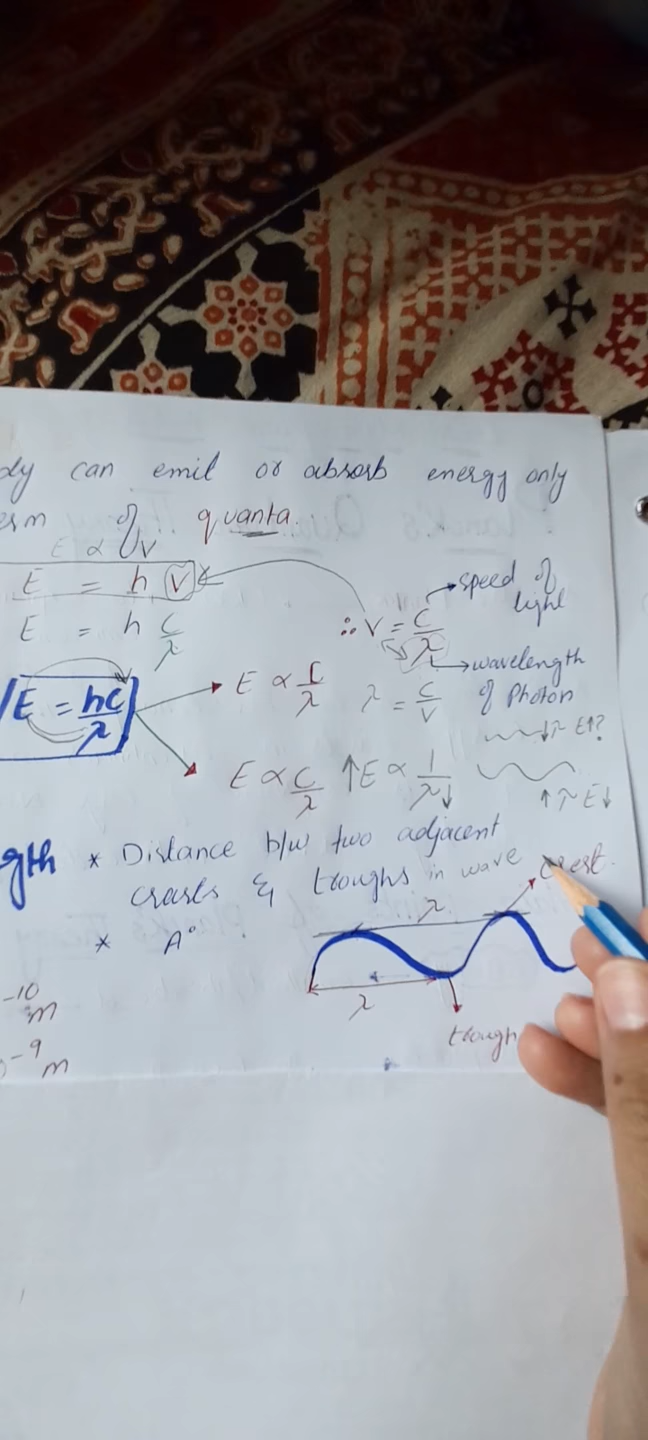 dy can emit or absorb energy only
erm of quanta
E ∝ v
E = h v
∴ v = c/λ
speed of light
E = h c/λ
wavelength of Photon
E = hc/λ
λ = c/v
E ∝ c/λ
↑E ∝ 1/λ↓
↓λ E↑?
↑λ E↓
gth * Distance b/w two adjacent
crests & troughs in wave
crest.
* A°
λ
-10 m
λ
-9 m
trough